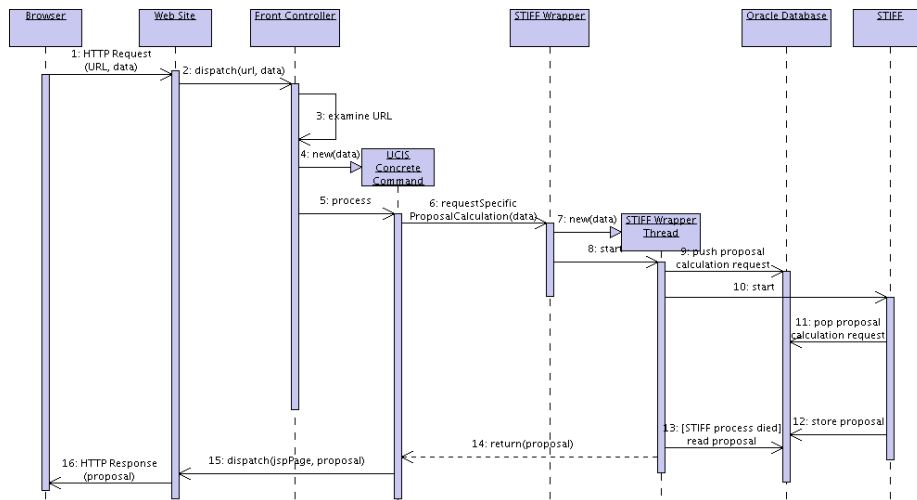 Browser
Web Site
Front Controller
STIFF Wrapper
Oracle Database
STIFF
1: HTTP Request
(URL, data)
2: dispatch(url, data)
3: examine URL
4: new(data)
UCIS
Concrete
Command
5: process
6: requestSpecific
ProposalCalculation(data)
7: new(data)
STIFF Wrapper
Thread
8: start
9: push proposal
calculation request
10: start
11: pop proposal
calculation request
12: store proposal
13: [STIFF process died]
read proposal
14: return(proposal)
15: dispatch(jspPage, proposal)
16: HTTP Response
(proposal)